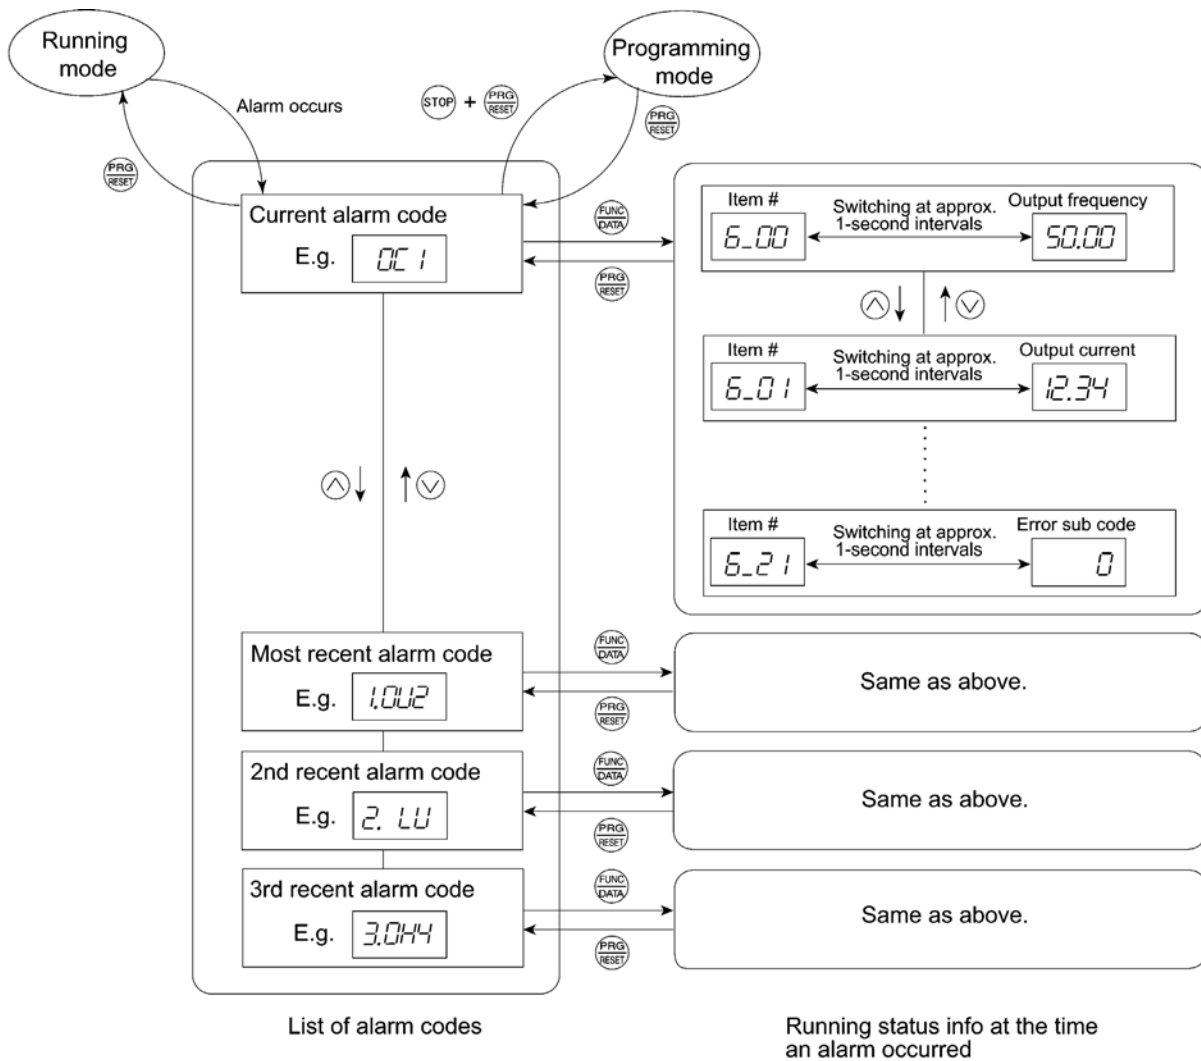 Running
mode
Programming
mode
Alarm occurs
STOP + PRG
RESET
PRG
RESET
PRG
RESET
Current alarm code
E.g. OC1
FUNC
DATA
PRG
RESET
Item #
6_00
Switching at approx.
1-second intervals
Output frequency
50.00
Item #
6_01
Switching at approx.
1-second intervals
Output current
12.34
Item #
6_21
Switching at approx.
1-second intervals
Error sub code
0
Most recent alarm code
E.g. 1.OU2
FUNC
DATA
PRG
RESET
Same as above.
2nd recent alarm code
E.g. 2. LU
FUNC
DATA
PRG
RESET
Same as above.
3rd recent alarm code
E.g. 3.OH4
FUNC
DATA
PRG
RESET
Same as above.
List of alarm codes
Running status info at the time
an alarm occurred